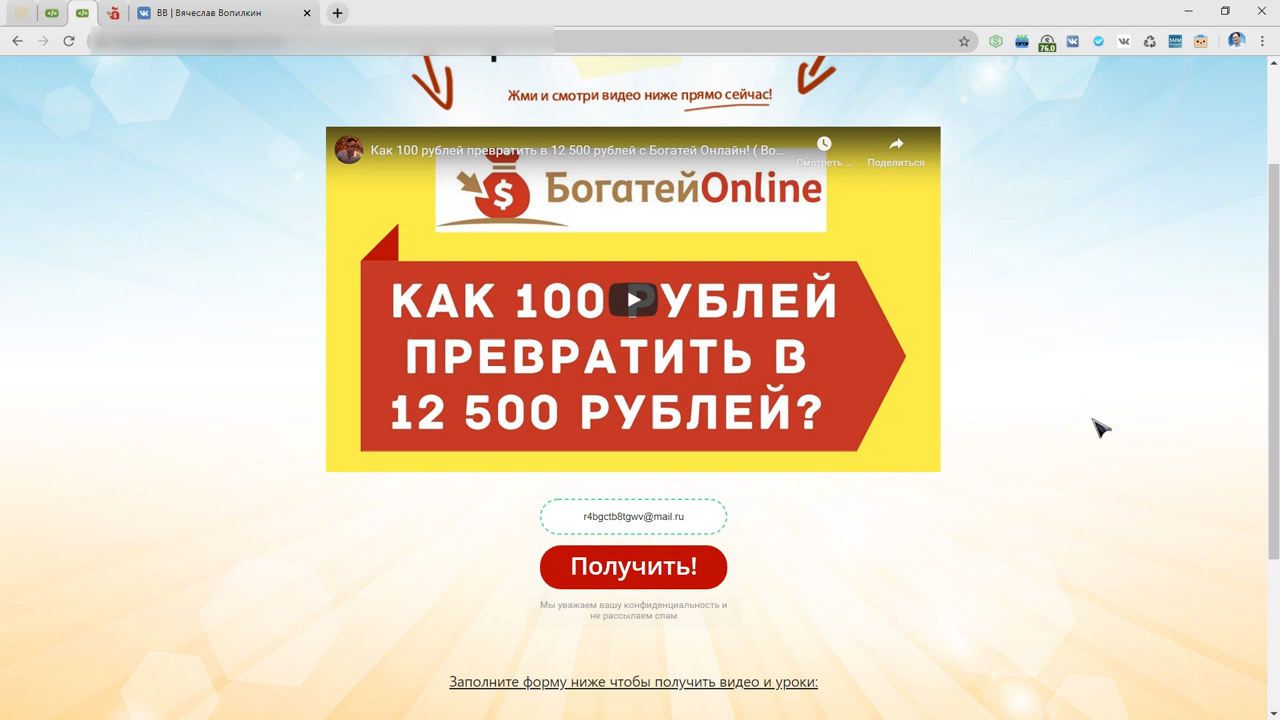 ВВ | Вячеслав Вопилкин
76.0
Жми и смотри видео ниже прямо сейчас!
Как 100 рублей превратить в 12 500 рублей с Богатей Онлайн! ( Во...
Смотреть ...
Поделиться
БогатейOnline
КАК 100 РУБЛЕЙ
ПРЕВРАТИТЬ В
12 500 РУБЛЕЙ?
r4bgctb8tgwv@mail.ru
Получить!
Мы уважаем вашу конфиденциальность и
не рассылаем спам
Заполните форму ниже чтобы получить видео и уроки: